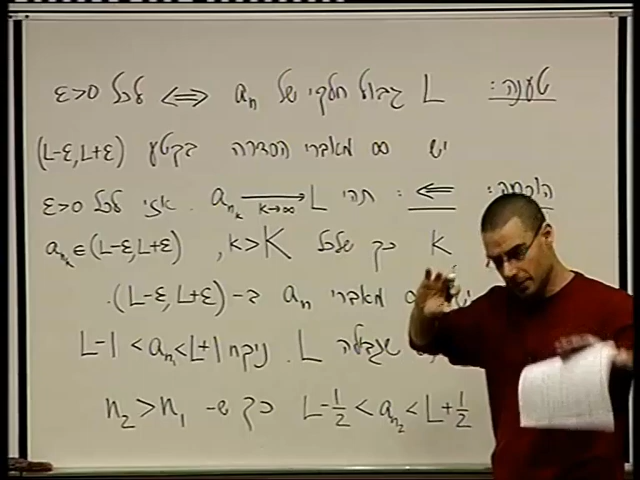 טענה: L גבול חלקי של a_n ⟺ לכל ε>0
יש ∞ מאברי הסדרה בקטע (L-ε, L+ε)
הוכחה: ⟸ : תהי a_{n_k} →_{k→∞} L . אזי לכל ε>0
K כך שלכל k>K , a_{n_k} ∈ (L-ε, L+ε)
∞ מאברי a_n ב-(L-ε, L+ε).
שגבולה L. ניקח L-1 < a_{n_1} < L+1
L-\frac{1}{2} < a_{n_2} < L+\frac{1}{2} כך ש- n_2 > n_1